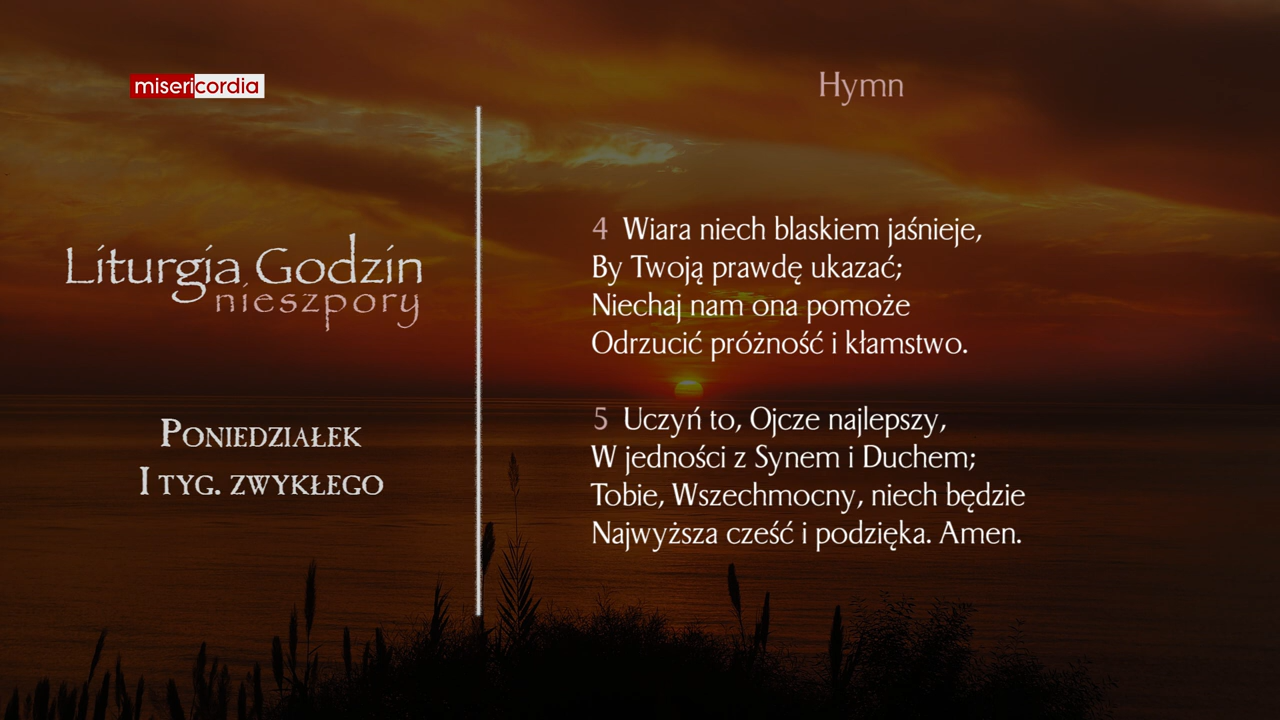 misericordia
Liturgia Godzin
nieszpory
Poniedziałek
I tyg. zwykłego
Hymn
4 Wiara niech blaskiem jaśnieje,
By Twoją prawdę ukazać;
Niechaj nam ona pomoże
Odrzucić próżność i kłamstwo.
5 Uczyń to, Ojcze najlepszy,
W jedności z Synem i Duchem;
Tobie, Wszechmocny, niech będzie
Najwyższa cześć i podzięka. Amen.